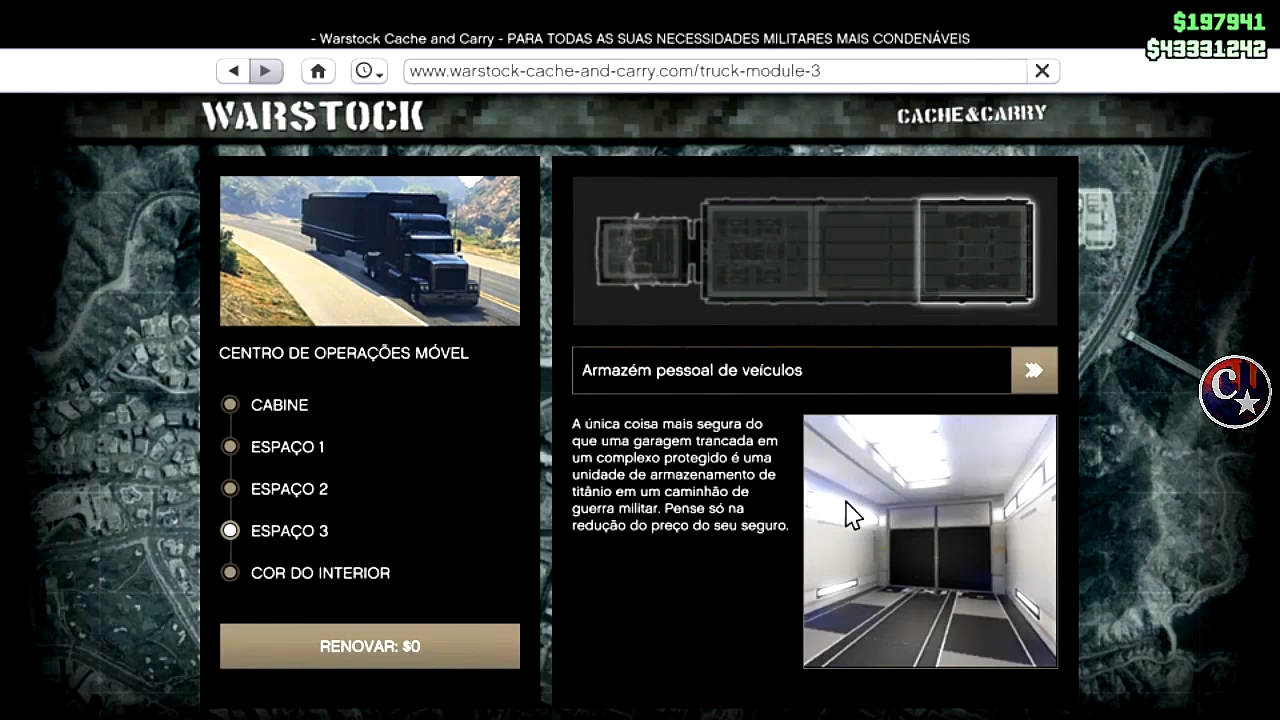 $197941
$43331242
- Warstock Cache and Carry - PARA TODAS AS SUAS NECESSIDADES MILITARES MAIS CONDENÁVEIS
www.warstock-cache-and-carry.com/truck-module-3
WARSTOCK
CACHE&CARRY
CENTRO DE OPERAÇÕES MÓVEL
CABINE
ESPAÇO 1
ESPAÇO 2
ESPAÇO 3
COR DO INTERIOR
RENOVAR: $0
Armazém pessoal de veículos
A única coisa mais segura do
que uma garagem trancada em
um complexo protegido é uma
unidade de armazenamento de
titânio em um caminhão de
guerra militar. Pense só na
redução do preço do seu seguro.
C